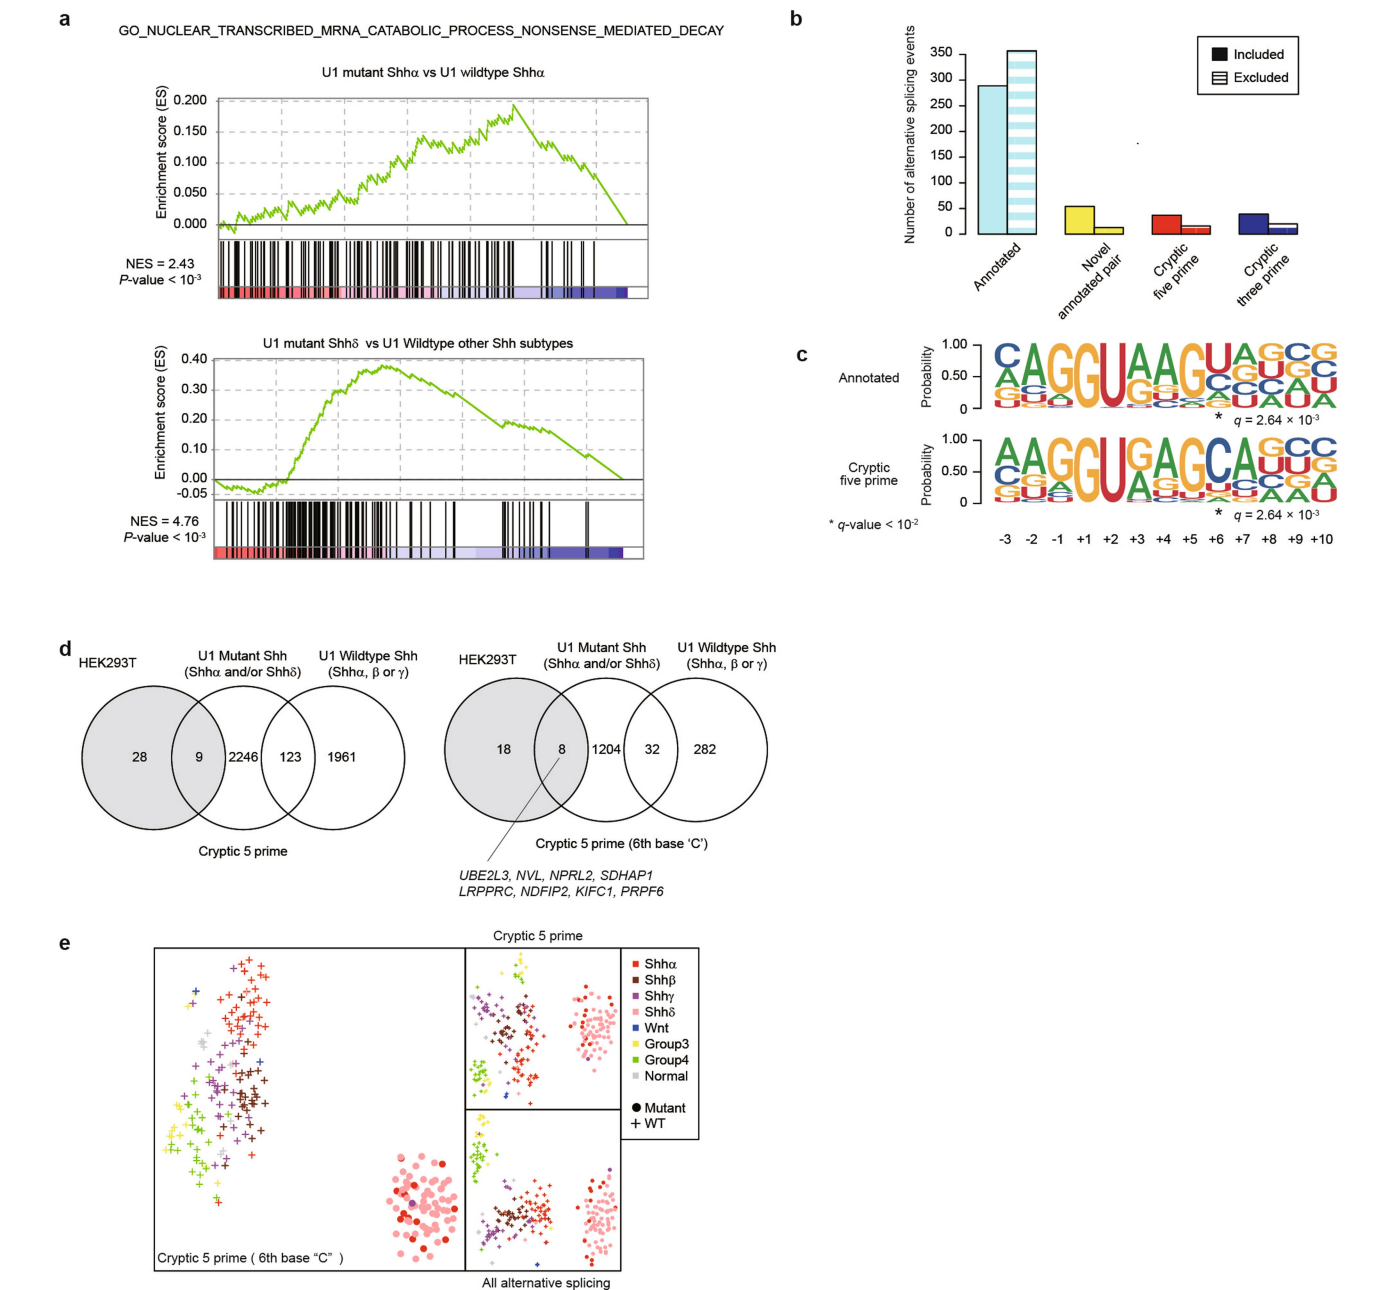 a
GO_NUCLEAR_TRANSCRIBED_MRNA_CATABOLIC_PROCESS_NONSENSE_MEDIATED_DECAY
U1 mutant Shhα vs U1 wildtype Shhα
Enrichment score (ES)
0.200
0.150
0.100
0.050
0.000
NES = 2.43
P-value < 10-3
U1 mutant Shhδ vs U1 Wildtype other Shh subtypes
Enrichment score (ES)
0.40
0.30
0.20
0.10
0.00
-0.05
NES = 4.76
P-value < 10-3
b
Number of alternative splicing events
350
300
250
200
150
100
50
0
Included
Excluded
Annotated
Novel
annotated pair
Cryptic
five prime
Cryptic
three prime
c
Annotated
Probability
1.00
0.50
0
* q = 2.64 × 10-3
Cryptic
five prime
Probability
1.00
0.50
0
* q = 2.64 × 10-3
* q-value < 10-2
-3 -2 -1 +1 +2 +3 +4 +5 +6 +7 +8 +9 +10
d
HEK293T
U1 Mutant Shh
(Shhα and/or Shhδ)
U1 Wildtype Shh
(Shhα, β or γ)
28 9 2246 123 1961
Cryptic 5 prime
HEK293T
U1 Mutant Shh
(Shhα and/or Shhδ)
U1 Wildtype Shh
(Shhα, β or γ)
18 8 1204 32 282
Cryptic 5 prime (6th base ‘C’)
UBE2L3, NVL, NPRL2, SDHAP1
LRPPRC, NDFIP2, KIFC1, PRPF6
e
Cryptic 5 prime ( 6th base “C” )
Cryptic 5 prime
All alternative splicing
Shhα
Shhβ
Shhγ
Shhδ
Wnt
Group3
Group4
Normal
Mutant
WT